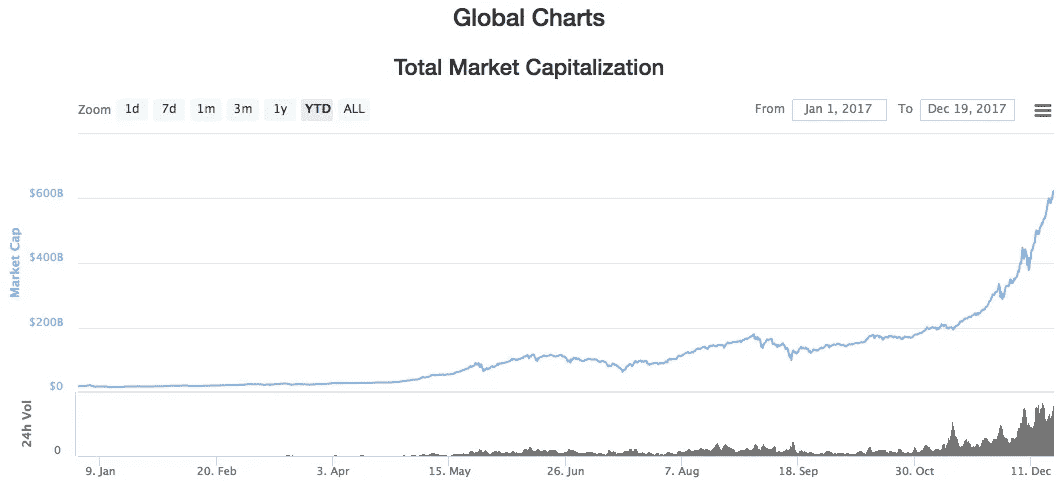 Global Charts
Total Market Capitalization
Zoom 1d 7d 1m 3m 1y YTD ALL From Jan 1, 2017 To Dec 19, 2017
$600B
$400B
$200B
$0
Market Cap
24h Vol
0
9. Jan 20. Feb 3. Apr 15. May 26. Jun 7. Aug 18. Sep 30. Oct 11. Dec